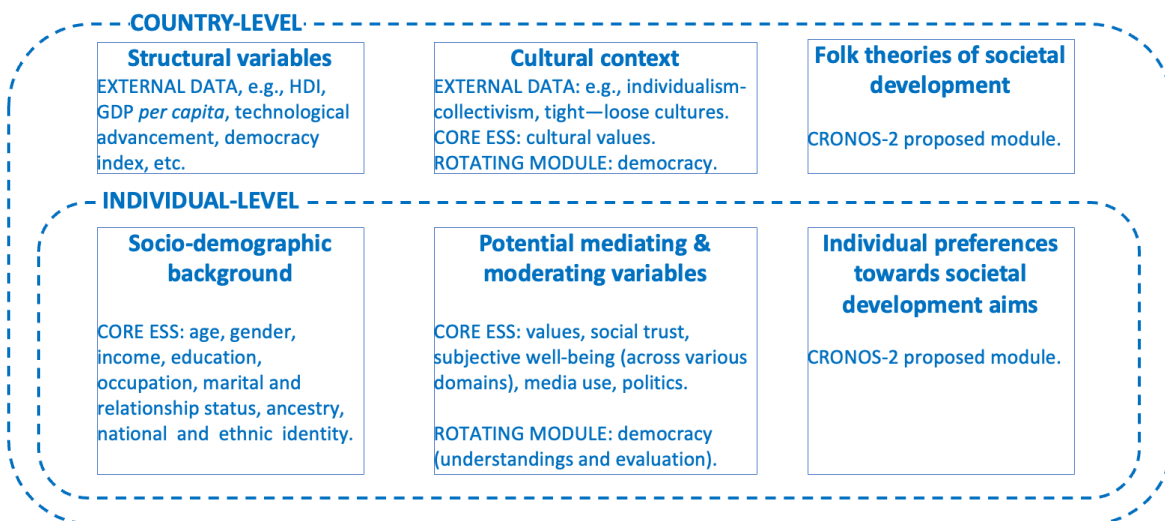 COUNTRY-LEVEL
Structural variables
EXTERNAL DATA, e.g., HDI,
GDP per capita, technological
advancement, democracy
index, etc.
Cultural context
EXTERNAL DATA: e.g., individualism-
collectivism, tight—loose cultures.
CORE ESS: cultural values.
ROTATING MODULE: democracy.
Folk theories of societal
development
CRONOS-2 proposed module.
INDIVIDUAL-LEVEL
Socio-demographic
background
CORE ESS: age, gender,
income, education,
occupation, marital and
relationship status, ancestry,
national and ethnic identity.
Potential mediating &
moderating variables
CORE ESS: values, social trust,
subjective well-being (across various
domains), media use, politics.
ROTATING MODULE: democracy
(understandings and evaluation).
Individual preferences
towards societal
development aims
CRONOS-2 proposed module.